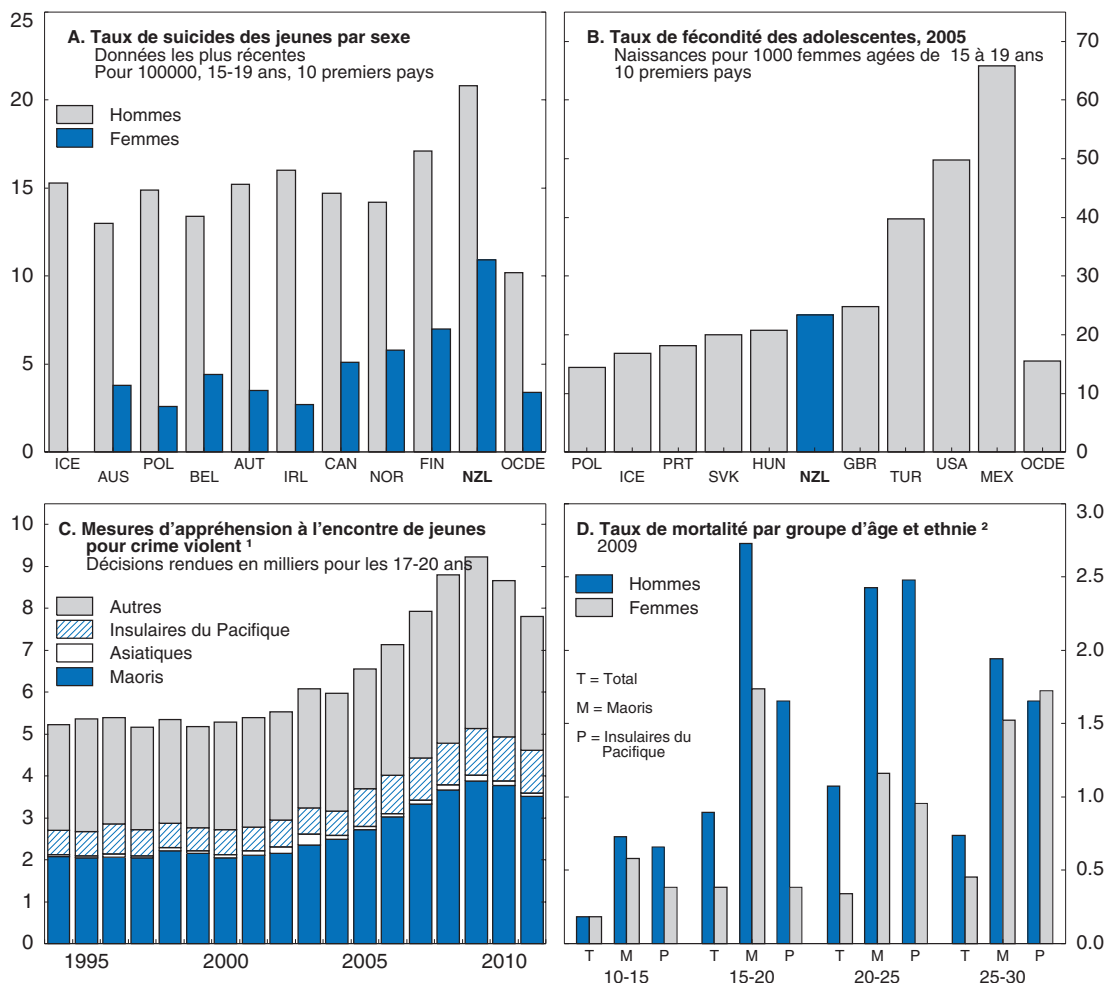 A. Taux de suicides des jeunes par sexe
Données les plus récentes
Pour 100000, 15-19 ans, 10 premiers pays
Hommes
Femmes
25
20
15
10
5
0
ICE
AUS
POL
BEL
AUT
IRL
CAN
NOR
FIN
NZL
OCDE
B. Taux de fécondité des adolescentes, 2005
Naissances pour 1000 femmes agées de 15 à 19 ans
10 premiers pays
70
60
50
40
30
20
10
0
POL
ICE
PRT
SVK
HUN
NZL
GBR
TUR
USA
MEX
OCDE
C. Mesures d'appréhension à l'encontre de jeunes
pour crime violent ¹
Décisions rendues en milliers pour les 17-20 ans
Autres
Insulaires du Pacifique
Asiatiques
Maoris
10
9
8
7
6
5
4
3
2
1
0
1995
2000
2005
2010
D. Taux de mortalité par groupe d'âge et ethnie ²
2009
Hommes
Femmes
T = Total
M = Maoris
P = Insulaires du
Pacifique
3.0
2.5
2.0
1.5
1.0
0.5
0.0
T M P T M P T M P T M P
10-15 15-20 20-25 25-30